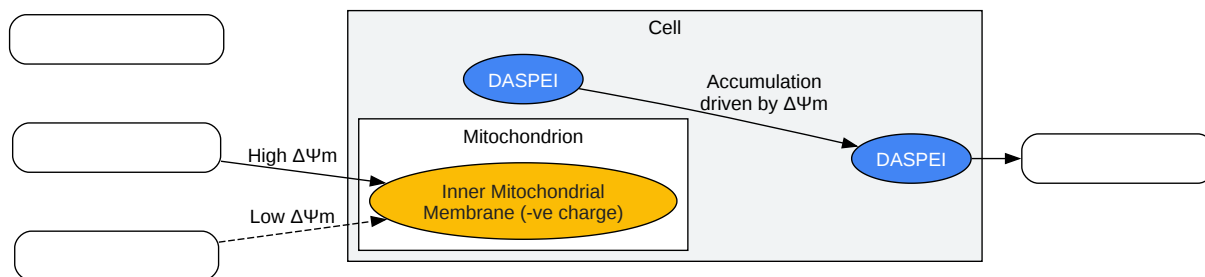 Cell
DASPEI
Accumulation
driven by ΔΨm
Mitochondrion
High ΔΨm
DASPEI
Inner Mitochondrial
Membrane (-ve charge)
Low ΔΨm